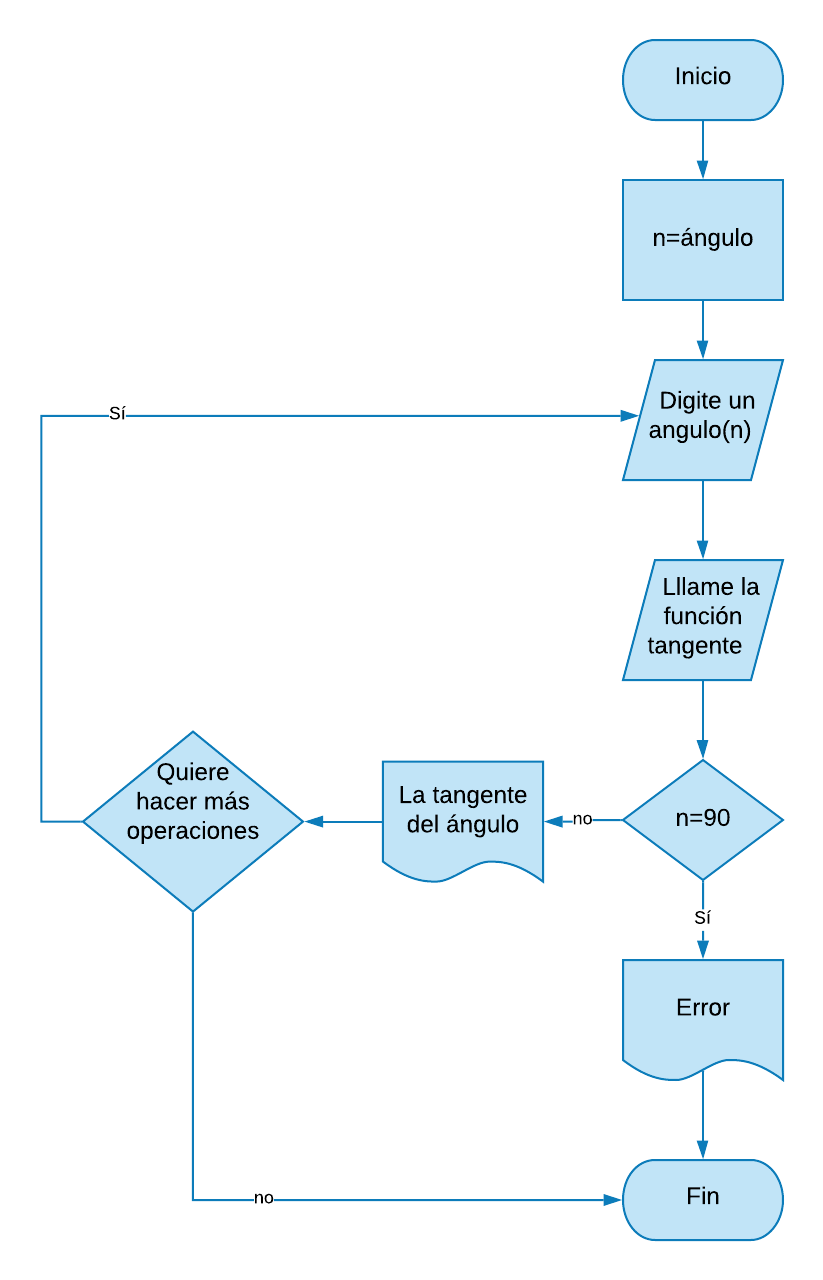 Inicio
n=ángulo
Digite un
angulo(n)
Sí
Lllame la
función
tangente
n=90
no
La tangente
del ángulo
Quiere
hacer más
operaciones
Sí
Error
no
Fin